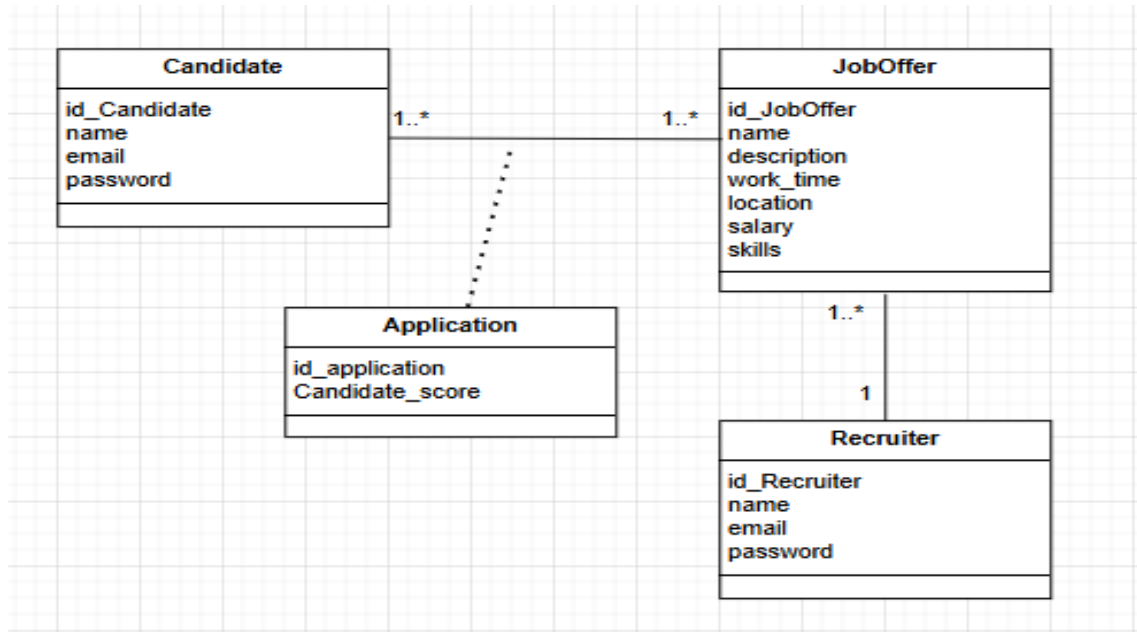 Candidate
id_Candidate
name
email
password
1..*
1..*
JobOffer
id_JobOffer
name
description
work_time
location
salary
skills
Application
id_application
Candidate_score
1..*
1
Recruiter
id_Recruiter
name
email
password